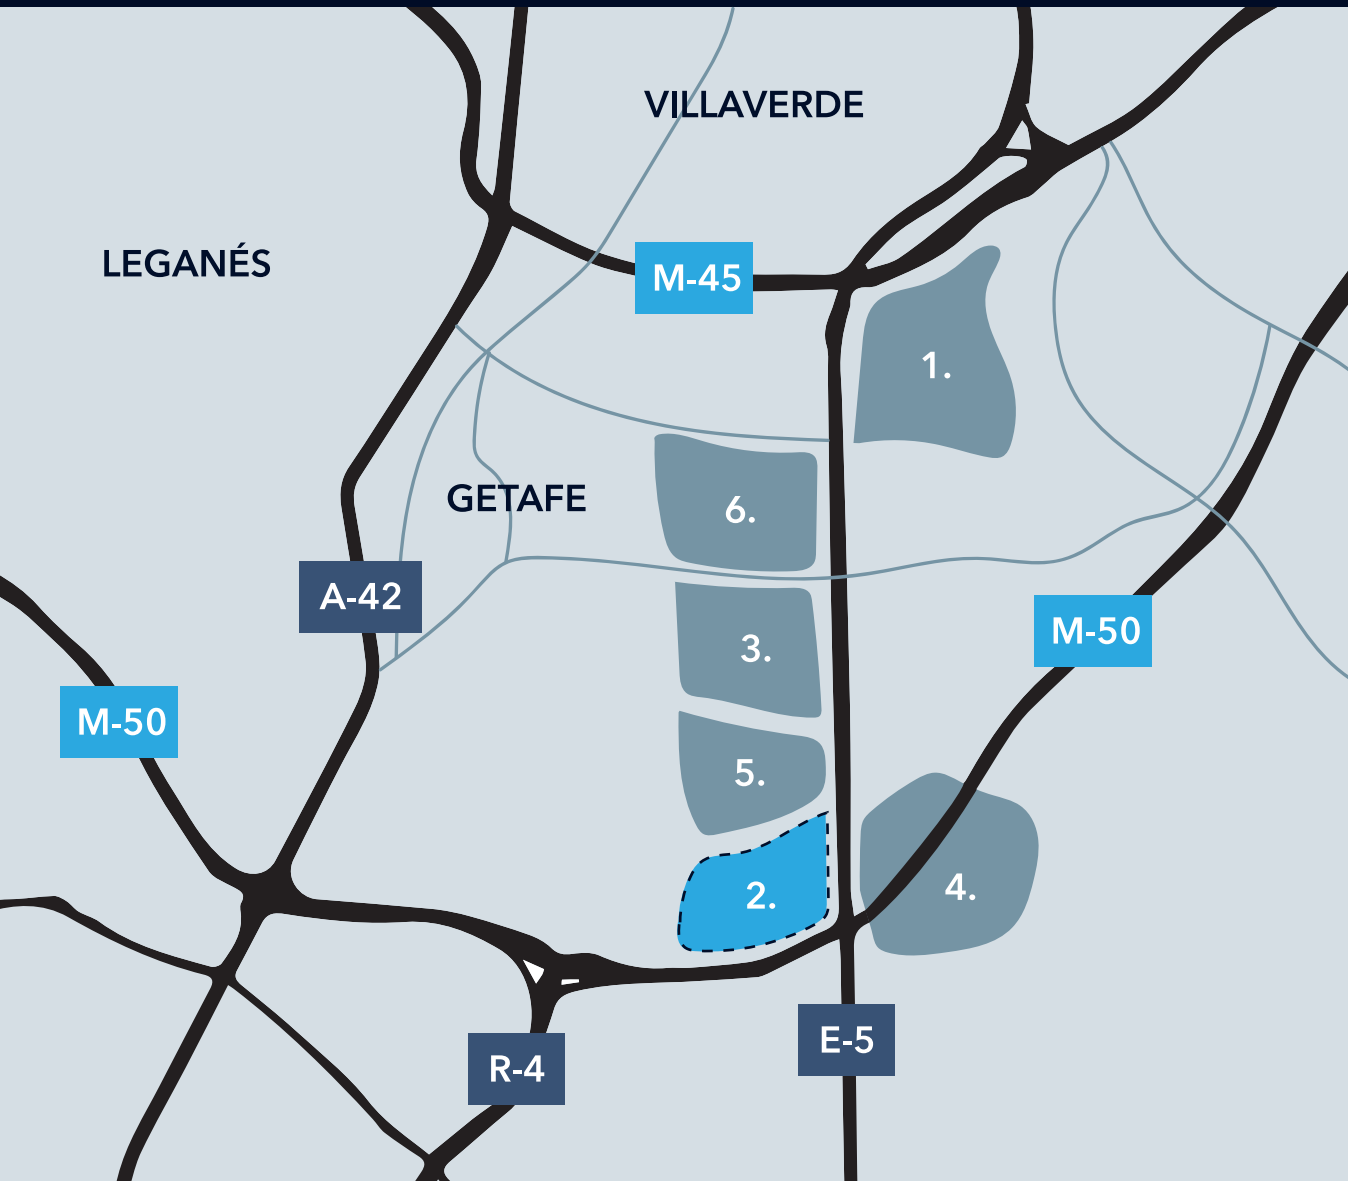 VILLAVERDE
LEGANÉS
M-45
1.
GETAFE
6.
A-42
M-50
3.
M-50
5.
2.
4.
E-5
R-4